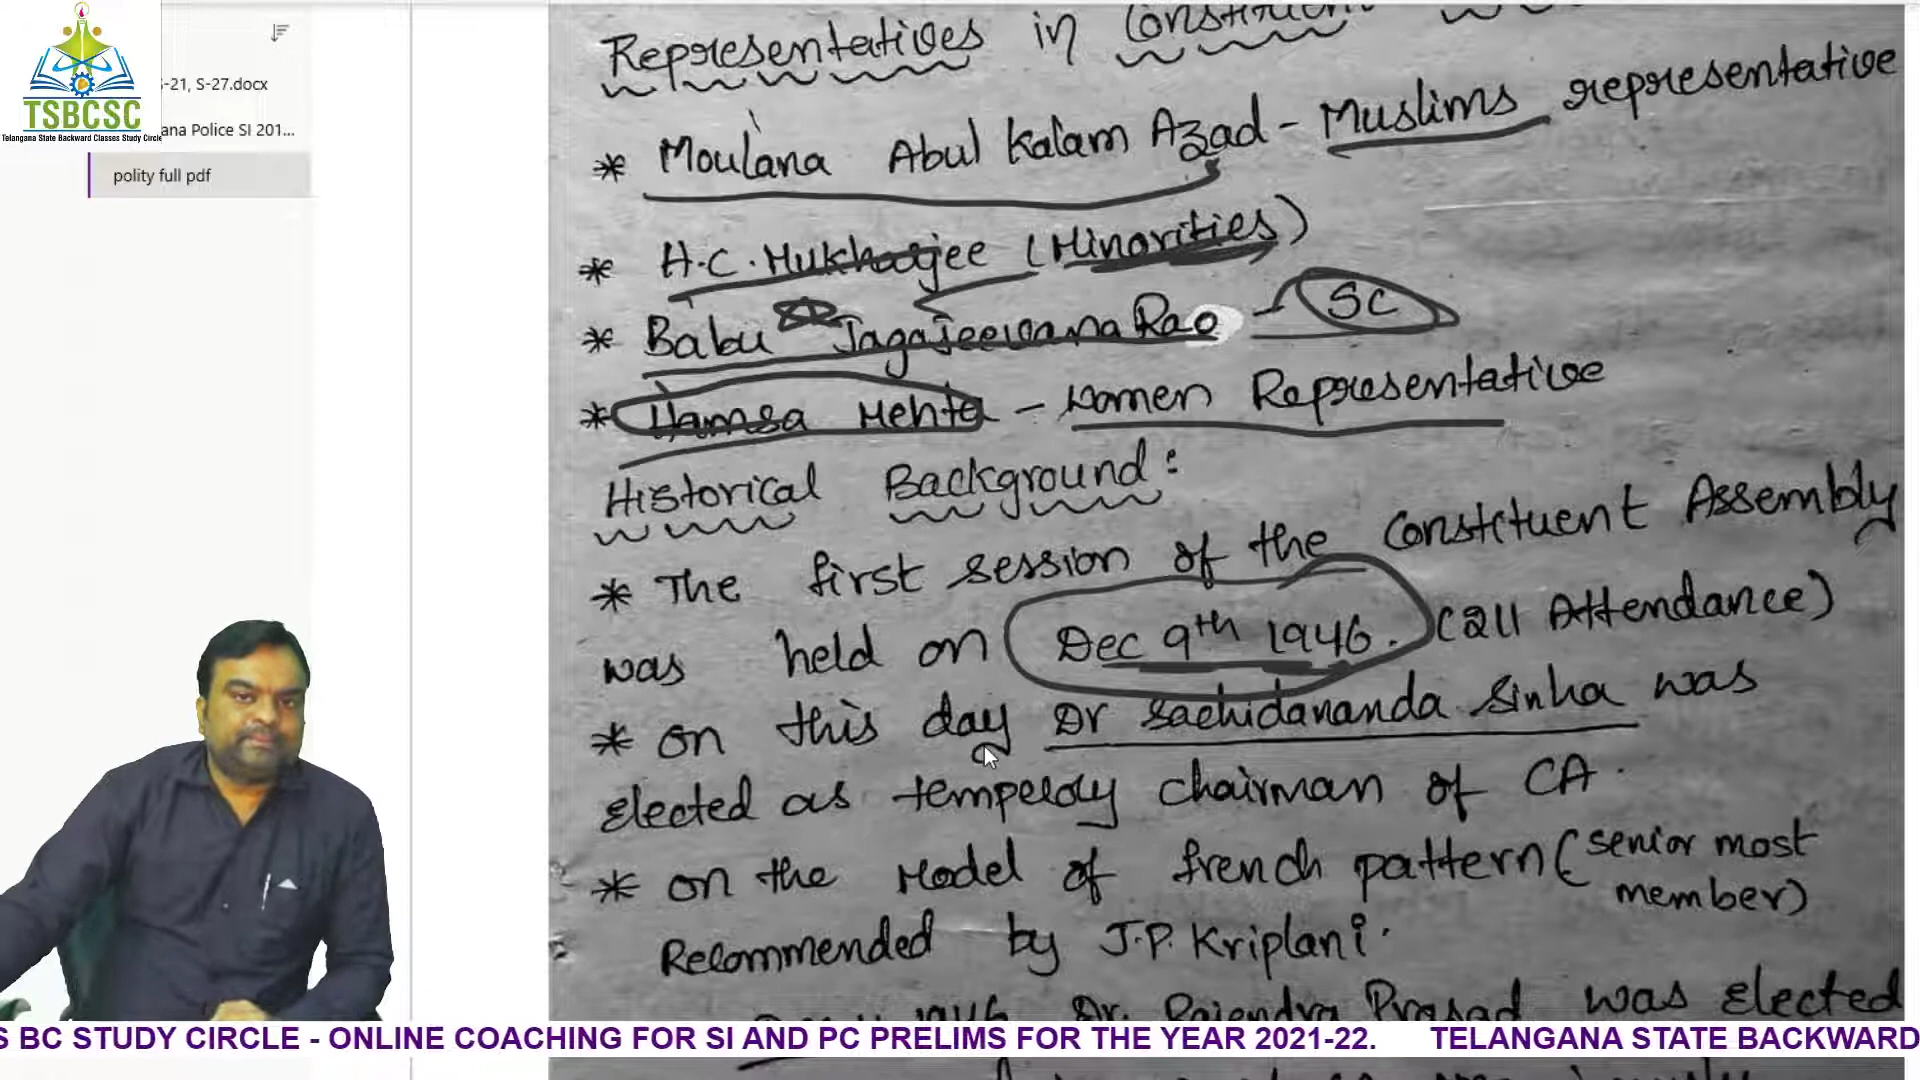 TSBCSC
Telangana State Backward Classes Study Circle
-21, S-27.docx
ana Police SI 201...
polity full pdf
Representatives in Constituent
* Moulana Abul Kalam Azad - Muslims representative
* H.C. Mukharjee (Minorities)
* Babu Jagajeevana Rao - SC
* Hamsa Mehta - women Representative
Historical Background:
* The first session of the Constituent Assembly
was held on Dec 9th 1946. (211 Attendance)
* on this day Dr Sachidananda Sinha was
Elected as temperory chairman of CA.
* on the Model of french pattern (senior most
member)
Recommended by J.P. Kriplani.
1946 Dr. Rajendra Prasad was Elected
S BC STUDY CIRCLE - ONLINE COACHING FOR SI AND PC PRELIMS FOR THE YEAR 2021-22. TELANGANA STATE BACKWARD